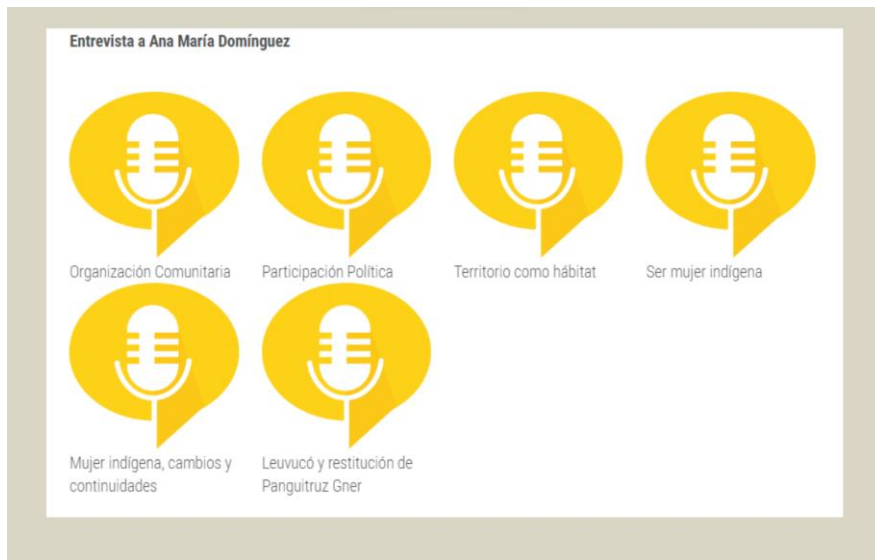 Entrevista a Ana María Domínguez
Organización Comunitaria
Participación Política
Territorio como hábitat
Ser mujer indígena
Mujer indígena, cambios y
continuidades
Leuvucó y restitución de
Panguitruz Gner